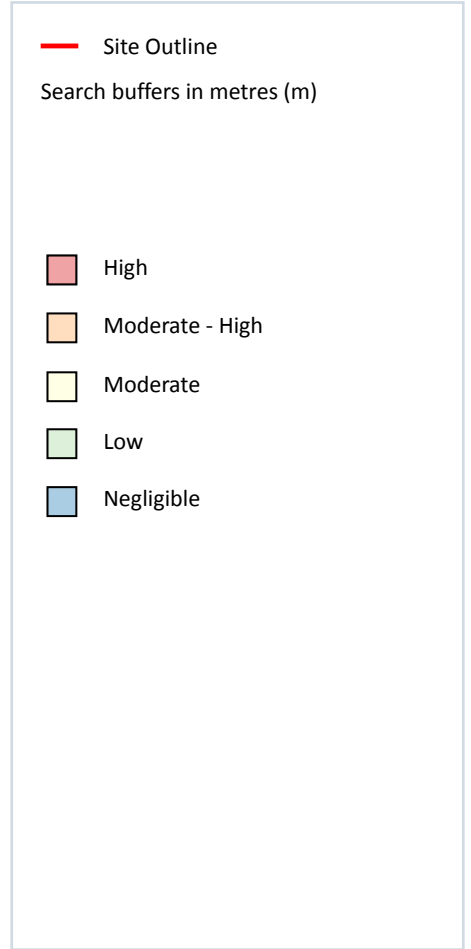 Site Outline
Search buffers in metres (m)
High
Moderate - High
Moderate
Low
Negligible